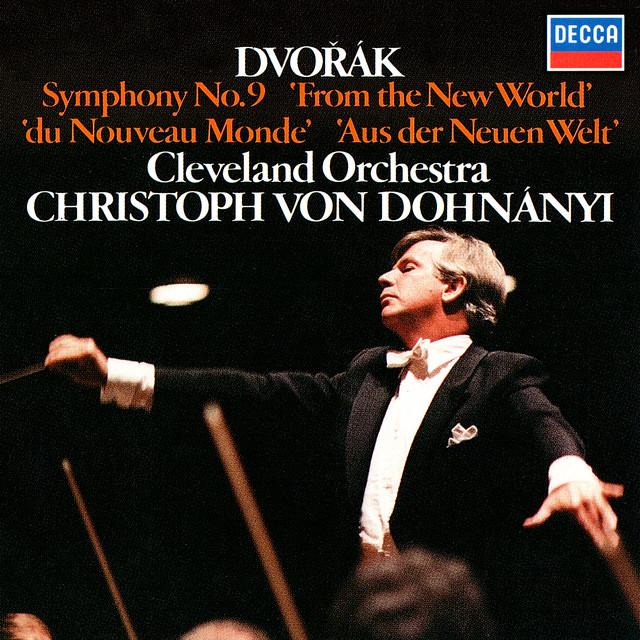 DECCA
DVOŘÁK
Symphony No.9 ‘From the New World’
‘du Nouveau Monde’ ‘Aus der Neuen Welt’
Cleveland Orchestra
CHRISTOPH VON DOHNÁNYI